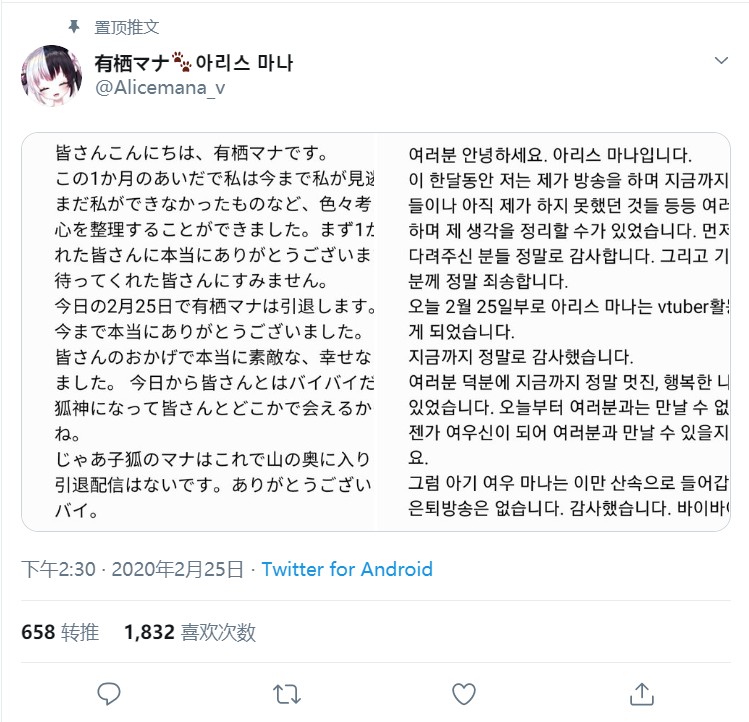 置顶推文
有栖マナ🐾아리스 마나
@Alicemana_v
皆さんこんにちは、有栖マナです。
この1か月のあいだで私は今まで私が見逃
まだ私ができなかったものなど、色々考
心を整理することができました。まず1か
れた皆さんに本当にありがとうございま
待ってくれた皆さんにすみません。
今日の2月25日で有栖マナは引退します。
今まで本当にありがとうございました。
皆さんのおかげで本当に素敵な、幸せな
ました。 今日から皆さんとはバイバイだ
狐神になって皆さんとどこかで会えるか
ね。
じゃあ子狐のマナはこれで山の奥に入り
引退配信はないです。ありがとうござい
バイ。
여러분 안녕하세요. 아리스 마나입니다.
이 한달동안 저는 제가 방송을 하며 지금까지
들이나 아직 제가 하지 못했던 것들 등등 여러
하며 제 생각을 정리할 수가 있었습니다. 먼저
다려주신 분들 정말로 감사합니다. 그리고 기
분께 정말 죄송합니다.
오늘 2월 25일부로 아리스 마나는 vtuber활동
게 되었습니다.
지금까지 정말로 감사했습니다.
여러분 덕분에 지금까지 정말 멋진, 행복한 나
있었습니다. 오늘부터 여러분과는 만날 수 없
젠가 여우신이 되어 여러분과 만날 수 있을지
요.
그럼 아기 여우 마나는 이만 산속으로 들어갑
은퇴방송은 없습니다. 감사했습니다. 바이바이
下午2:30 · 2020年2月25日 · Twitter for Android
658 转推 1,832 喜欢次数